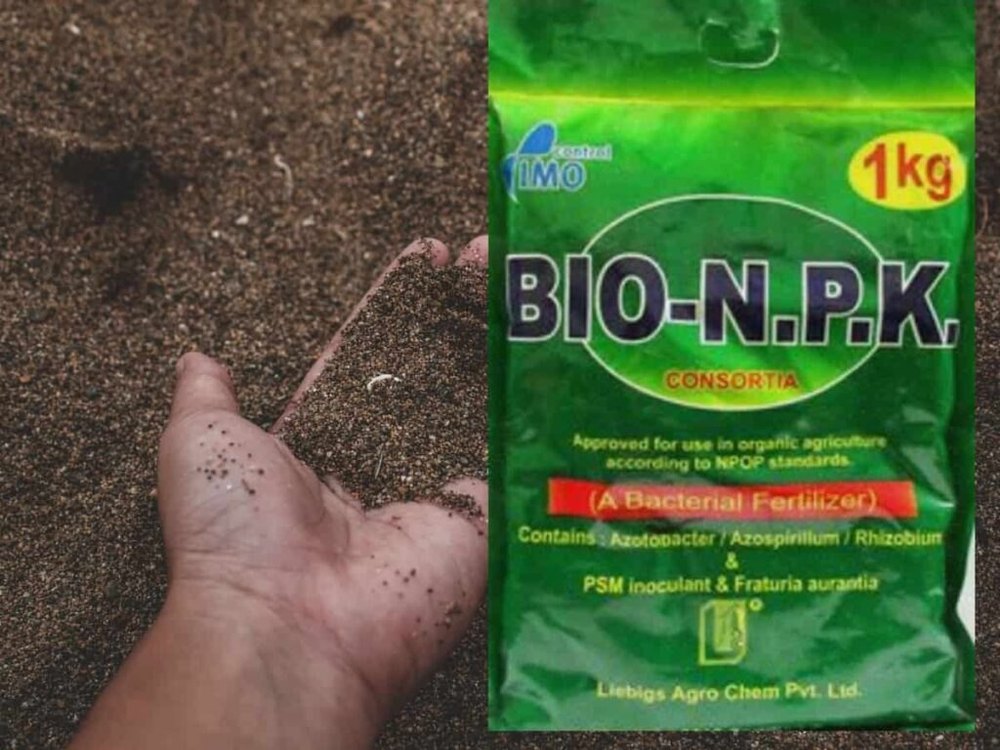 control
IMO
1kg
BIO-N.P.K.
CONSORTIA
Approved for use in organic agriculture
according to NPOP standards.
(A Bacterial Fertilizer)
Contains : Azotobacter / Azospirillum / Rhizobium
&
PSM inoculant & Fraturia aurantia
Liebigs Agro Chem Pvt. Ltd.